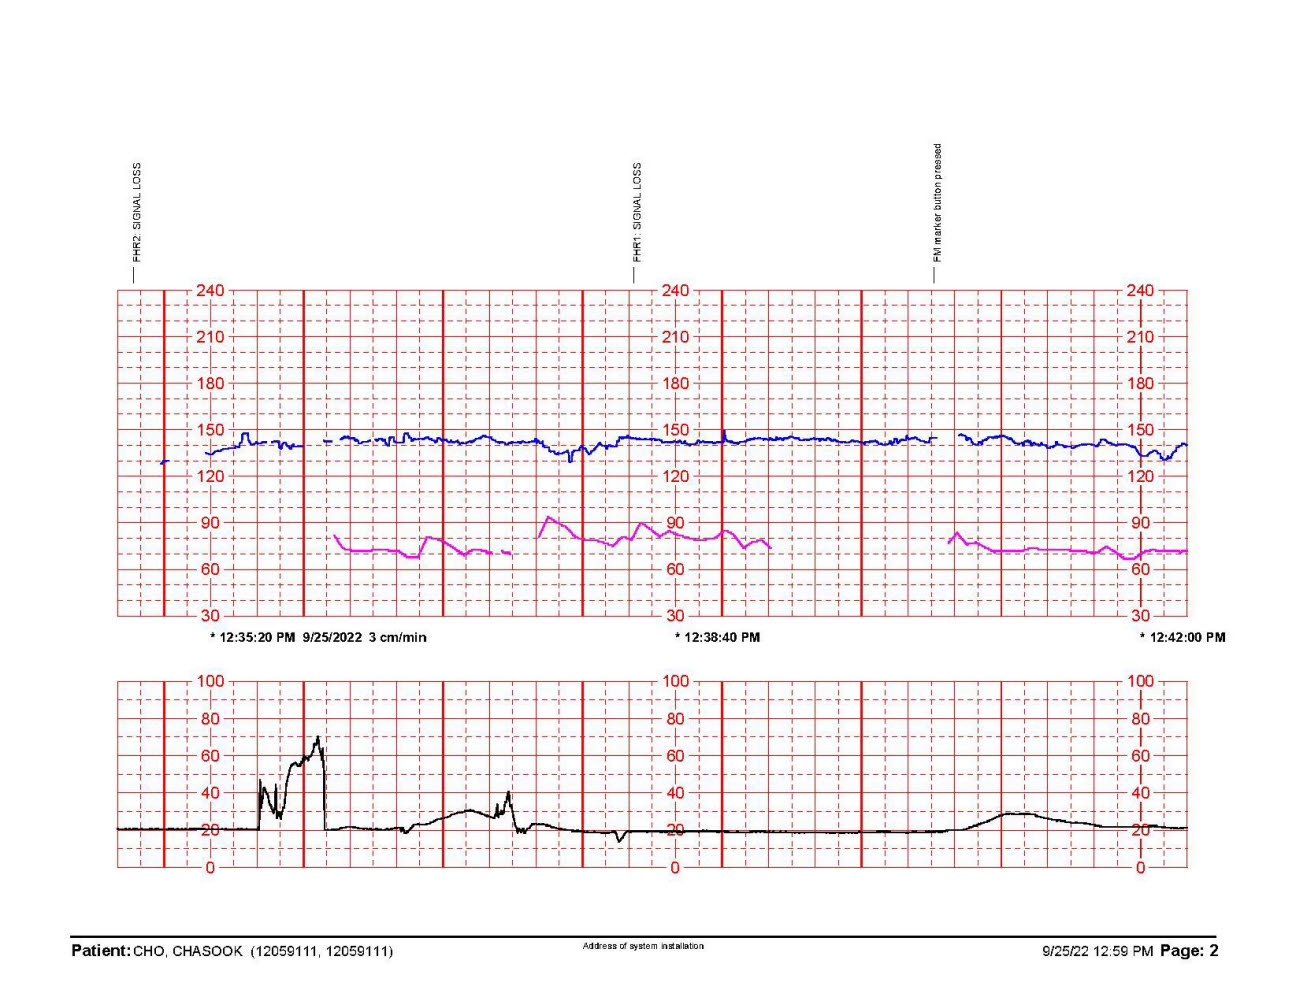 FHR2: SIGNAL LOSS
FHR1: SIGNAL LOSS
FM marker button pressed
240 240 240
210 210 210
180 180 180
150 150 150
120 120 120
90 90 90
60 60 60
30 30 30
* 12:35:20 PM 9/25/2022 3 cm/min * 12:38:40 PM * 12:42:00 PM
100 100 100
80 80 80
60 60 60
40 40 40
20 20 20
0 0 0
Patient: CHO, CHASOOK (12059111, 12059111) Address of system installation 9/25/22 12:59 PM Page: 2